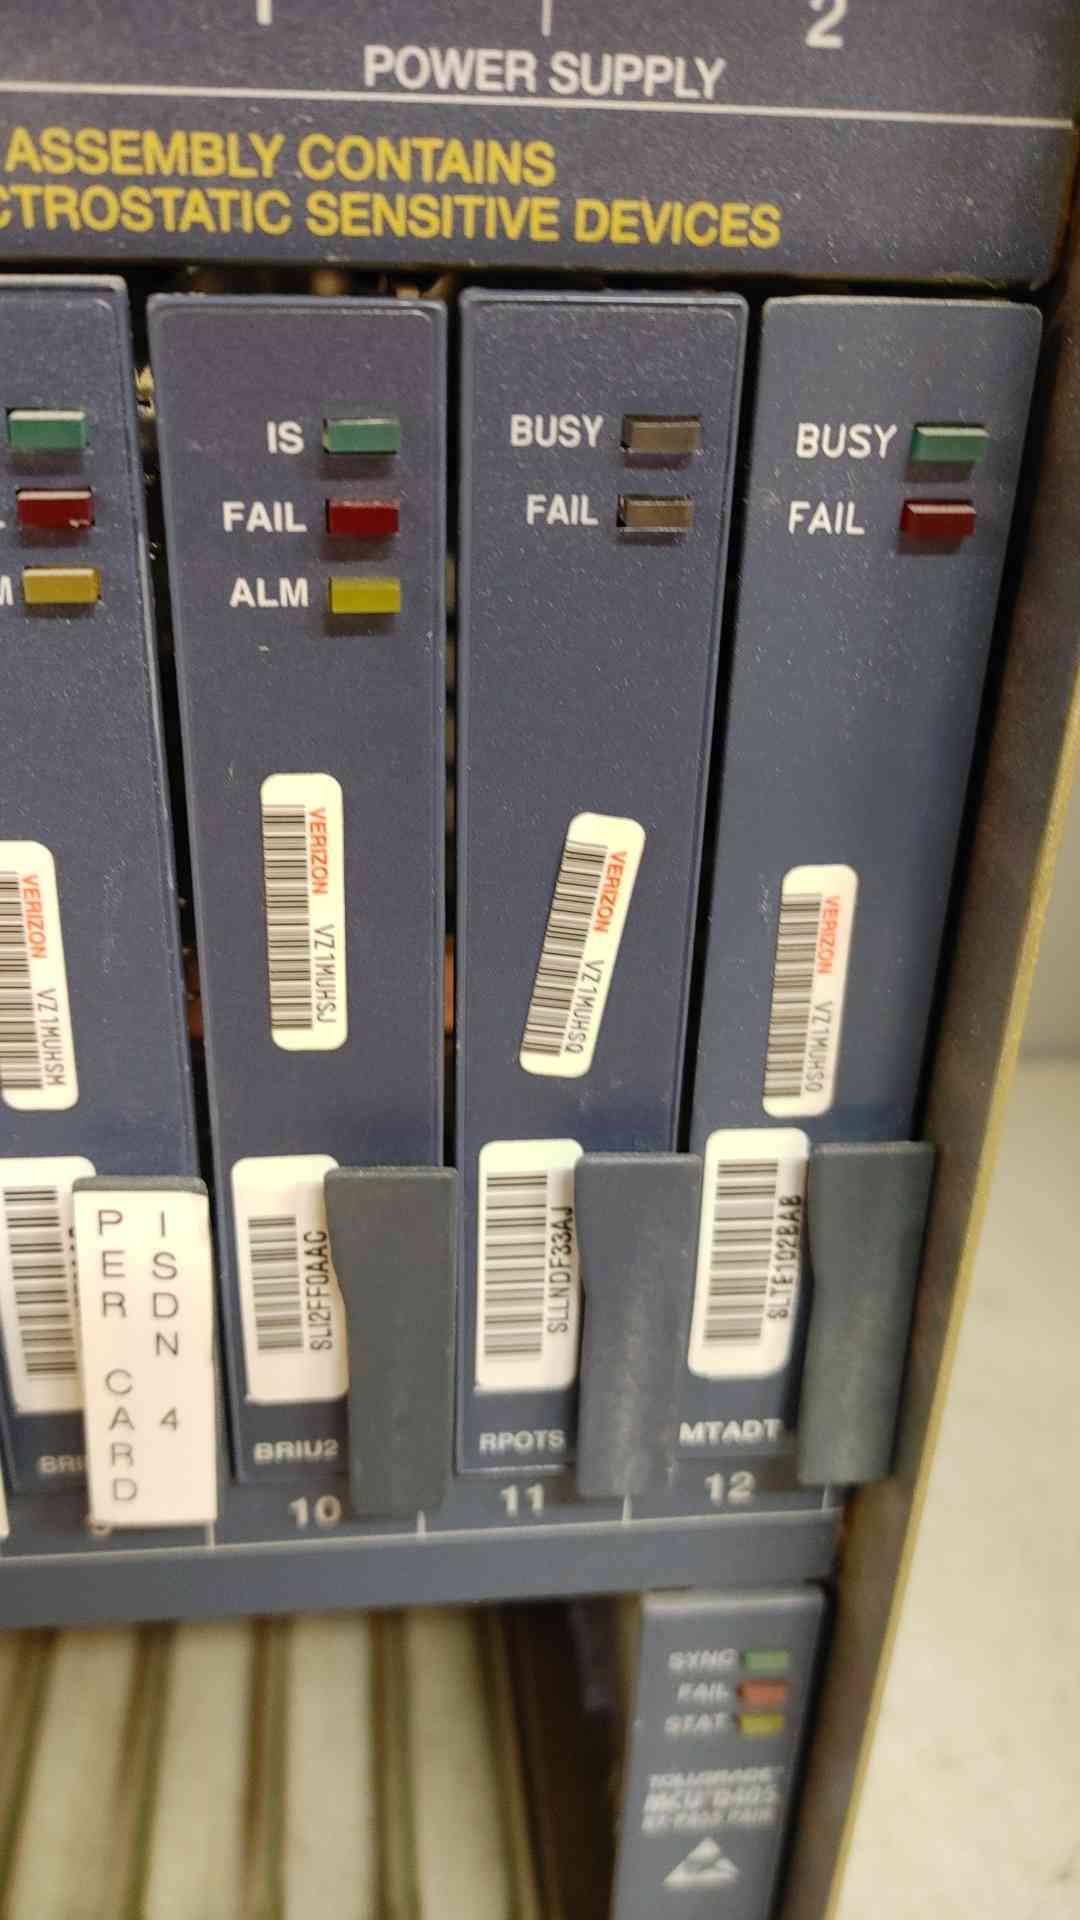 2
POWER SUPPLY
ASSEMBLY CONTAINS
CTROSTATIC SENSITIVE DEVICES
IS
FAIL
ALM
BUSY
FAIL
BUSY
FAIL
VERIZON VZ1MUHSM
VERIZON VZ1MUHSJ
VERIZON VZ1MUHSQ
VERIZON
PER CARD
ISDN 4
SLI2FF0AAC
SLLNDF33AJ
SLTE102BAB
BRI
BRIU2
RPOTS
MTADT
10
11
12
SYNC
FAIL
STAT